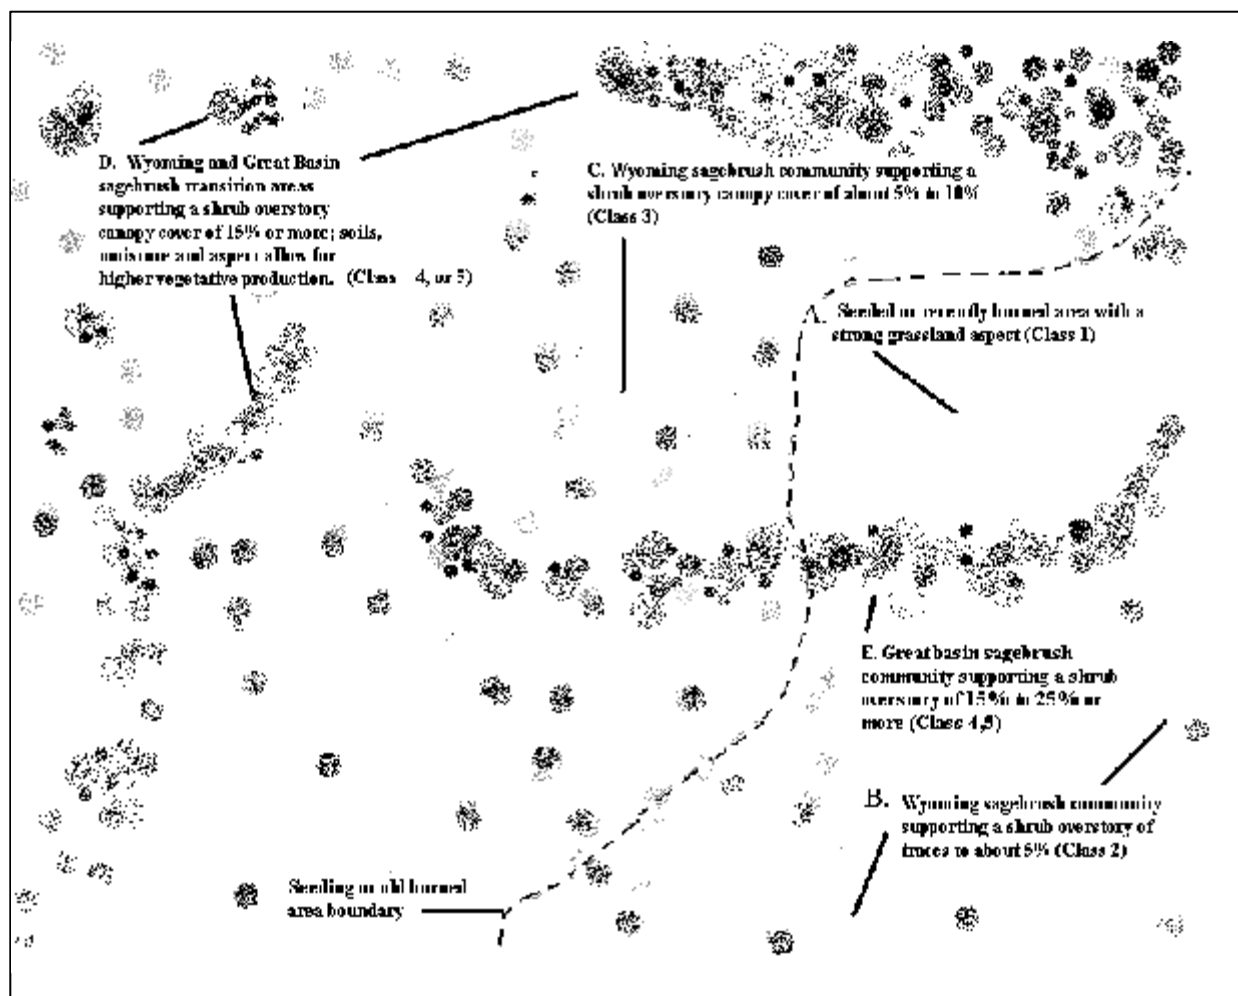 D. Wyoming and Great Basin
sagebrush transition areas
supporting a shrub overstory
canopy cover of 15% or more; soils,
moisture and aspect allow for
higher vegetative production. (Class 4, or 5)
C. Wyoming sagebrush community supporting a
shrub overstory canopy cover of about 5% to 10%
(Class 3)
A. Seeded or recently burned area with a
strong grassland aspect (Class 1)
E. Great basin sagebrush
community supporting a shrub
overstory of 15% to 25% or
more (Class 4,5)
B. Wyoming sagebrush community
supporting a shrub overstory of
traces to about 5% (Class 2)
Seeding or old burned
area boundary